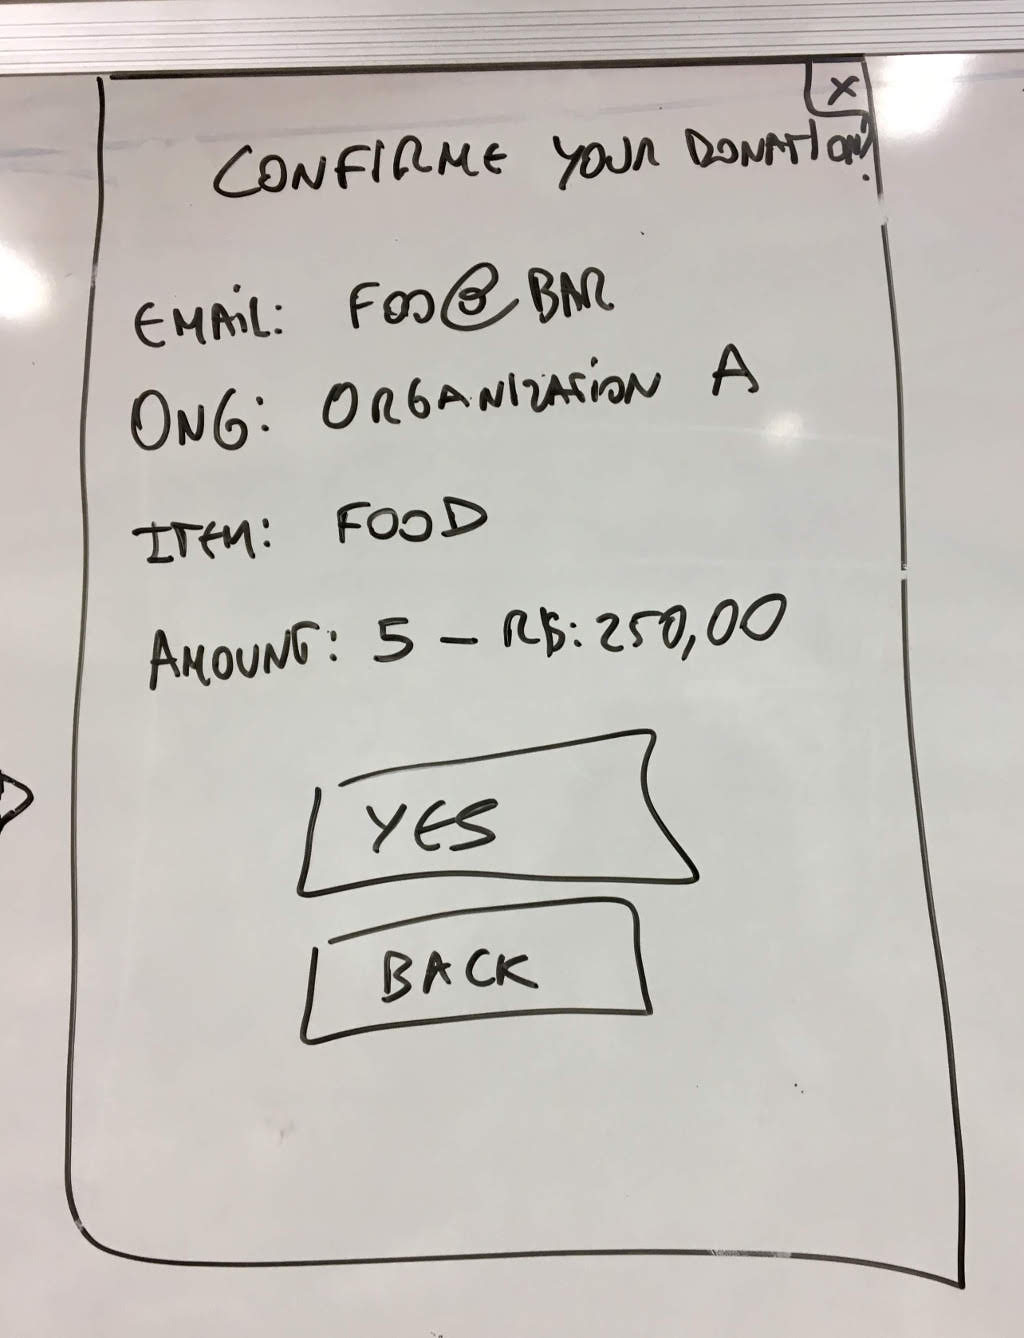 X
CONFIRME YOUR DONATION?
EMAIL: FOO@BAR
ONG: ORGANIZATION A
ITEM: FOOD
AMOUNT: 5 – R$: 250,00
YES
BACK